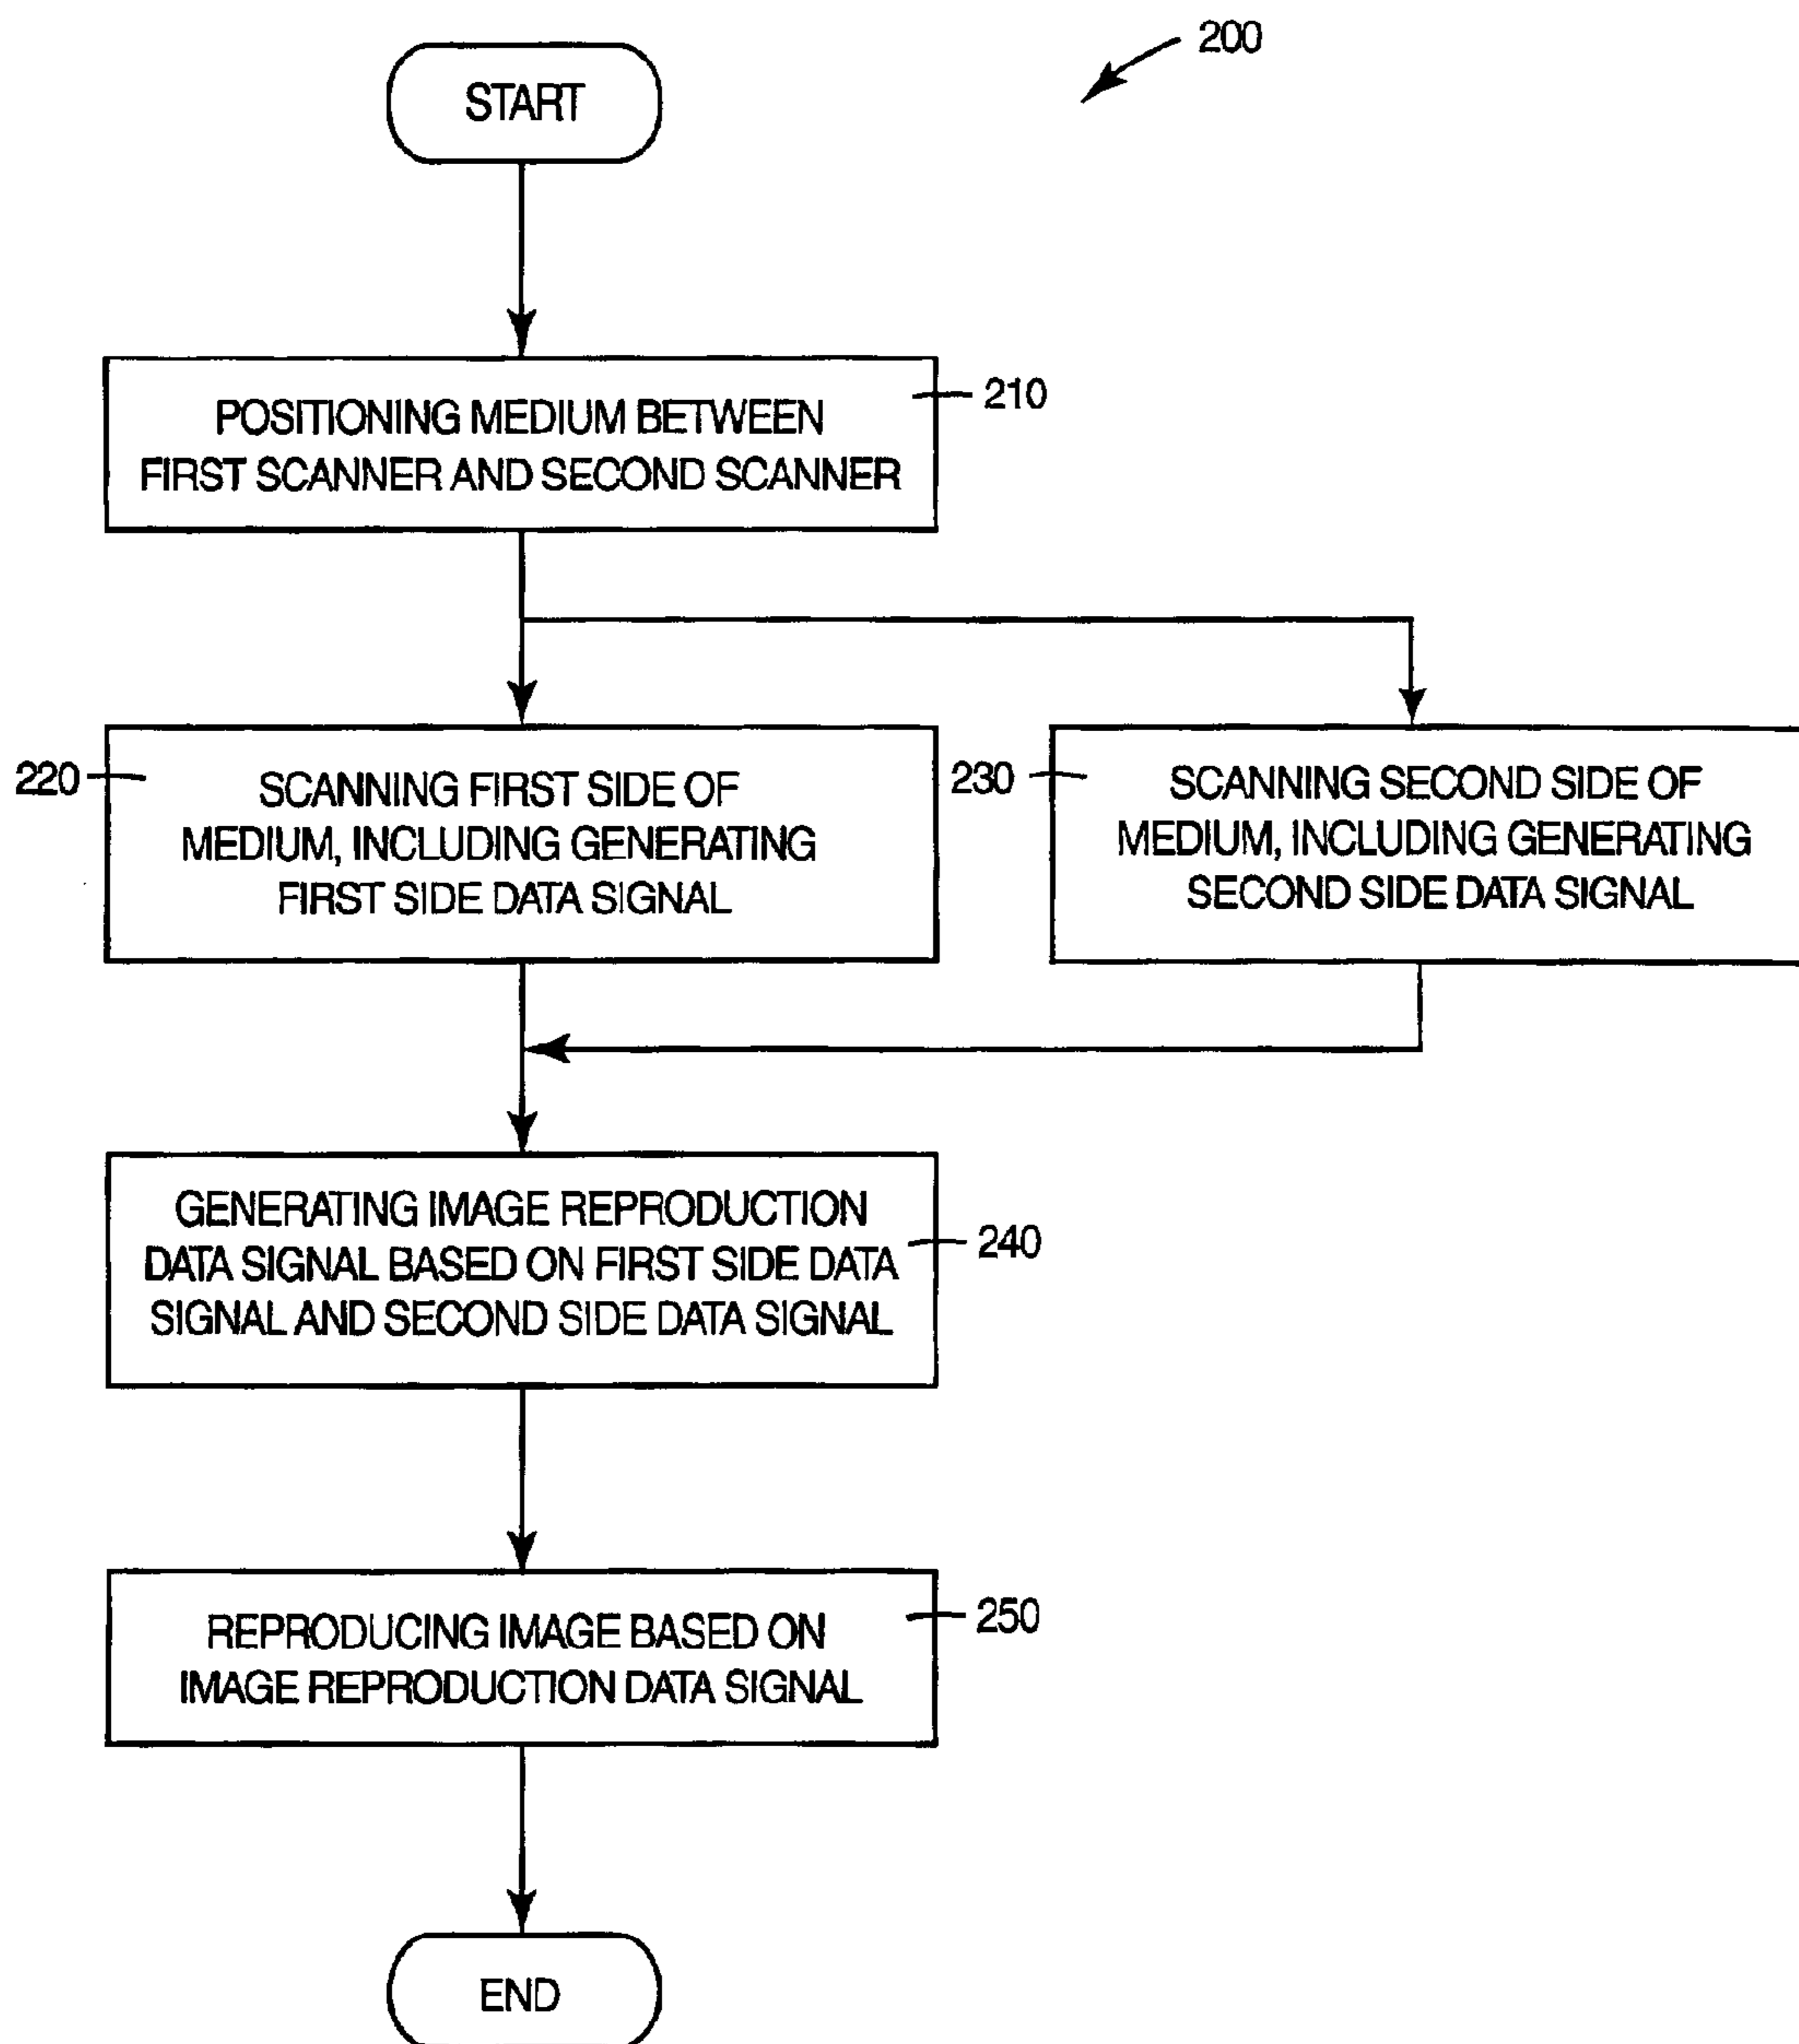 START
200
POSITIONING MEDIUM BETWEEN
FIRST SCANNER AND SECOND SCANNER
210
220
SCANNING FIRST SIDE OF
MEDIUM, INCLUDING GENERATING
FIRST SIDE DATA SIGNAL
230
SCANNING SECOND SIDE OF
MEDIUM, INCLUDING GENERATING
SECOND SIDE DATA SIGNAL
GENERATING IMAGE REPRODUCTION
DATA SIGNAL BASED ON FIRST SIDE DATA
SIGNAL AND SECOND SIDE DATA SIGNAL
240
REPRODUCING IMAGE BASED ON
IMAGE REPRODUCTION DATA SIGNAL
250
END